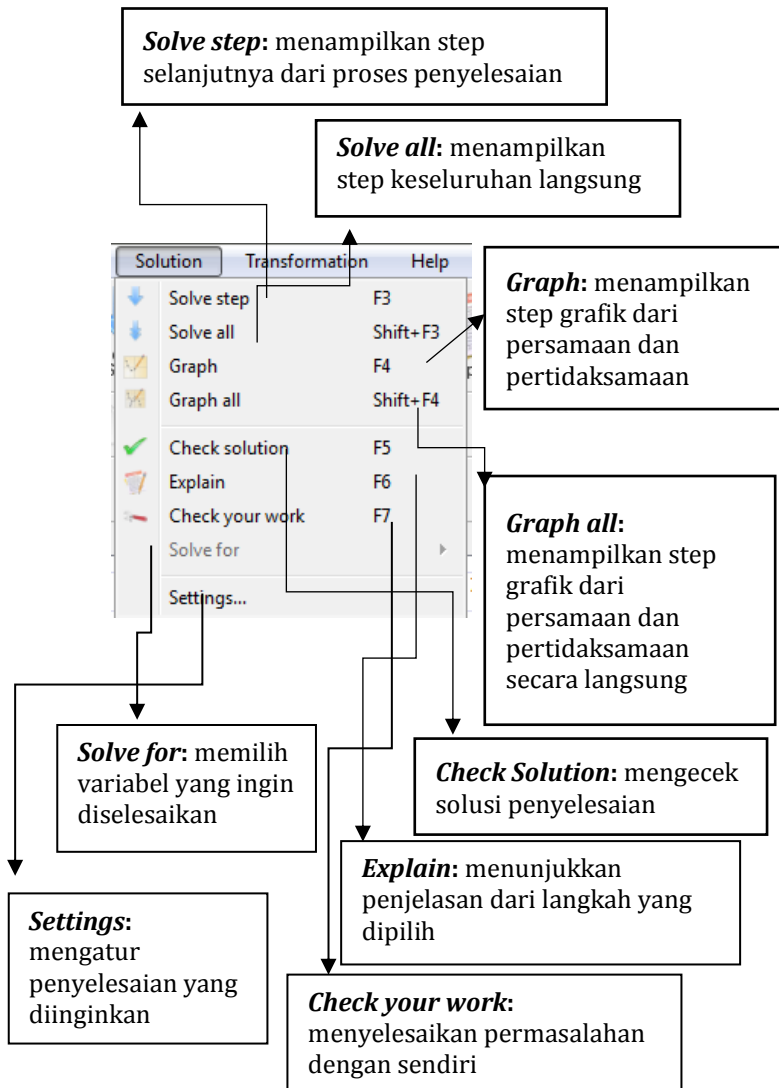 Solve step: menampilkan step
selanjutnya dari proses penyelesaian
Solve all: menampilkan
step keseluruhan langsung
Solution Transformation Help
Solve step F3
Solve all Shift+F3
Graph F4
Graph all Shift+F4
Check solution F5
Explain F6
Check your work F7
Solve for
Settings...
Graph: menampilkan
step grafik dari
persamaan dan
pertidaksamaan
Graph all:
menampilkan step
grafik dari
persamaan dan
pertidaksamaan
secara langsung
Solve for: memilih
variabel yang ingin
diselesaikan
Check Solution: mengecek
solusi penyelesaian
Explain: menunjukkan
penjelasan dari langkah yang
dipilih
Settings:
mengatur
penyelesaian yang
diinginkan
Check your work:
menyelesaikan permasalahan
dengan sendiri